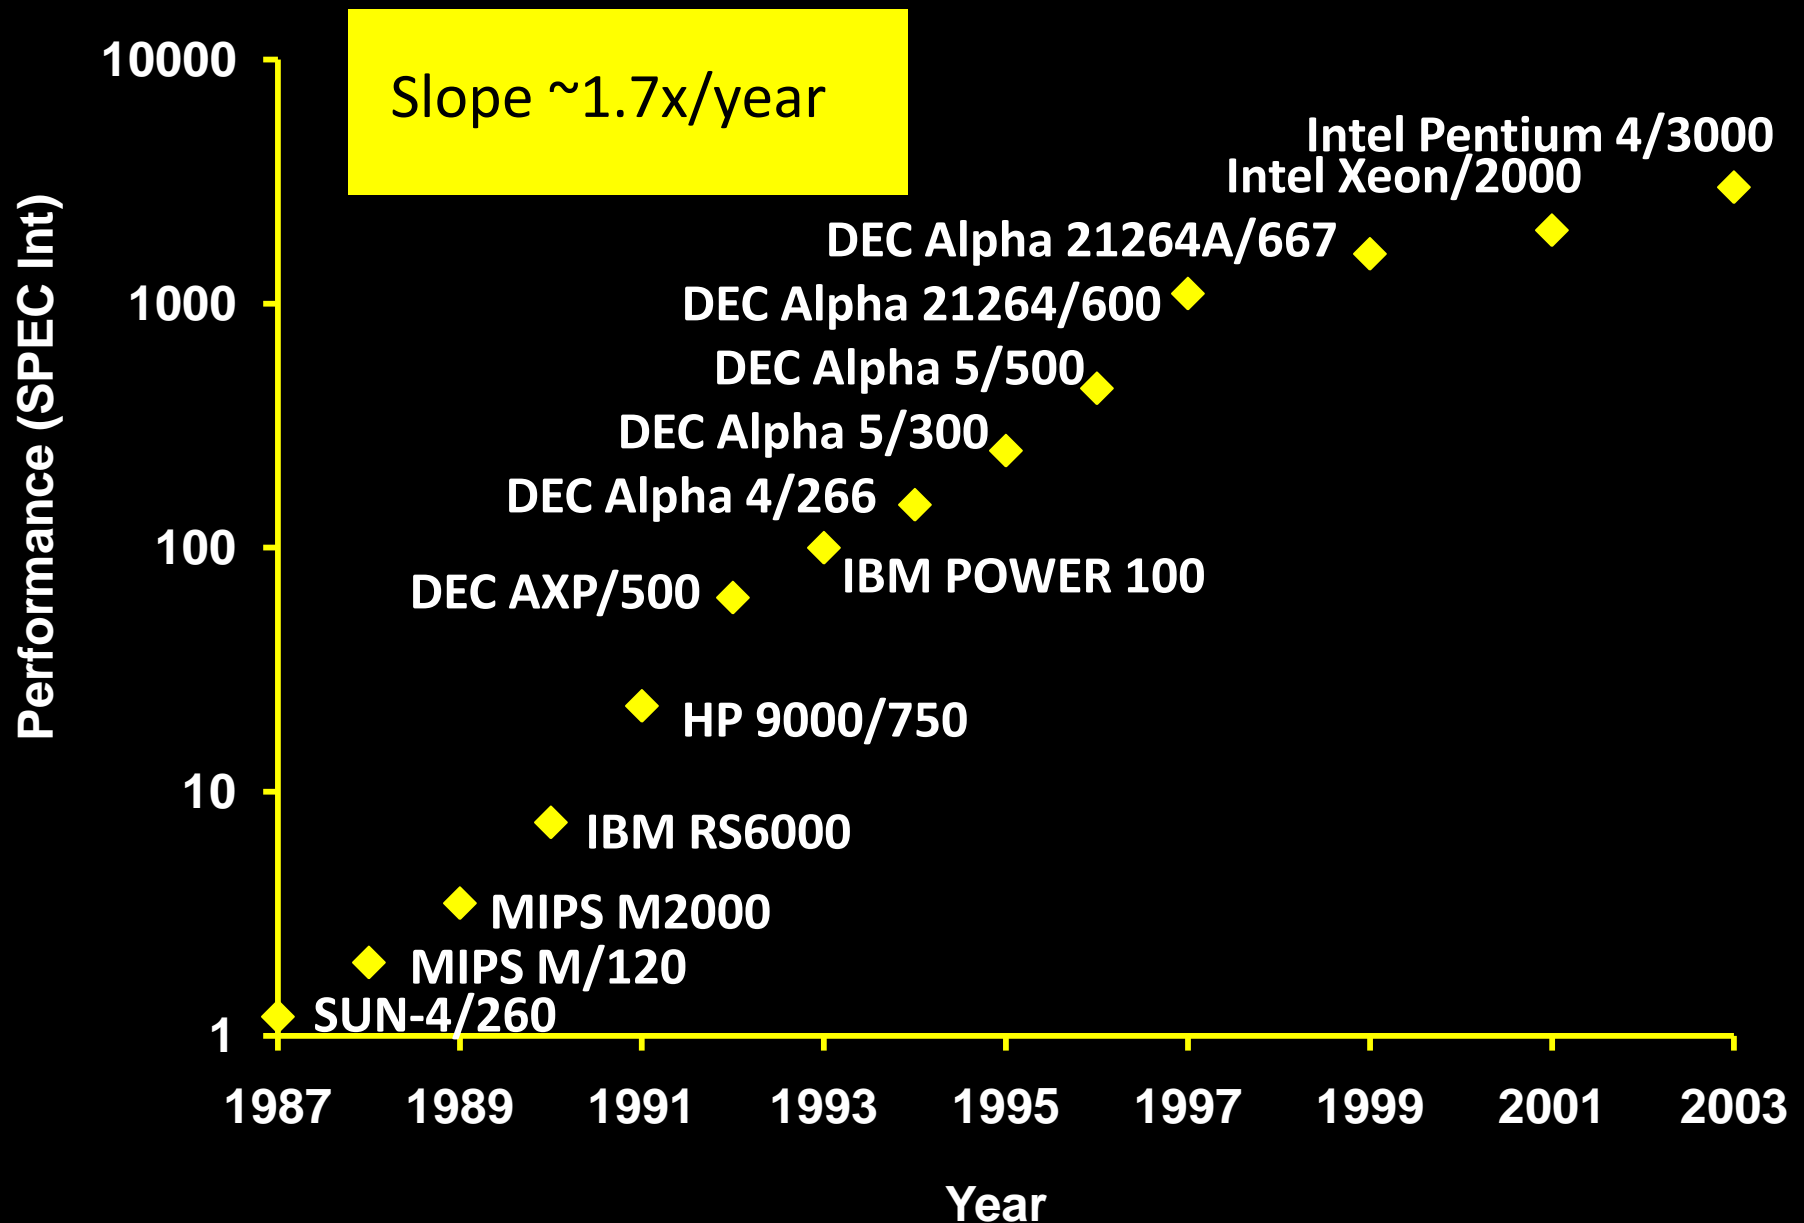 Slope ~1.7x/year
10000
1000
100
10
1
Performance (SPEC Int)
Intel Pentium 4/3000
Intel Xeon/2000
DEC Alpha 21264A/667
DEC Alpha 21264/600
DEC Alpha 5/500
DEC Alpha 5/300
DEC Alpha 4/266
IBM POWER 100
DEC AXP/500
HP 9000/750
IBM RS6000
MIPS M2000
MIPS M/120
SUN-4/260
1987 1989 1991 1993 1995 1997 1999 2001 2003
Year